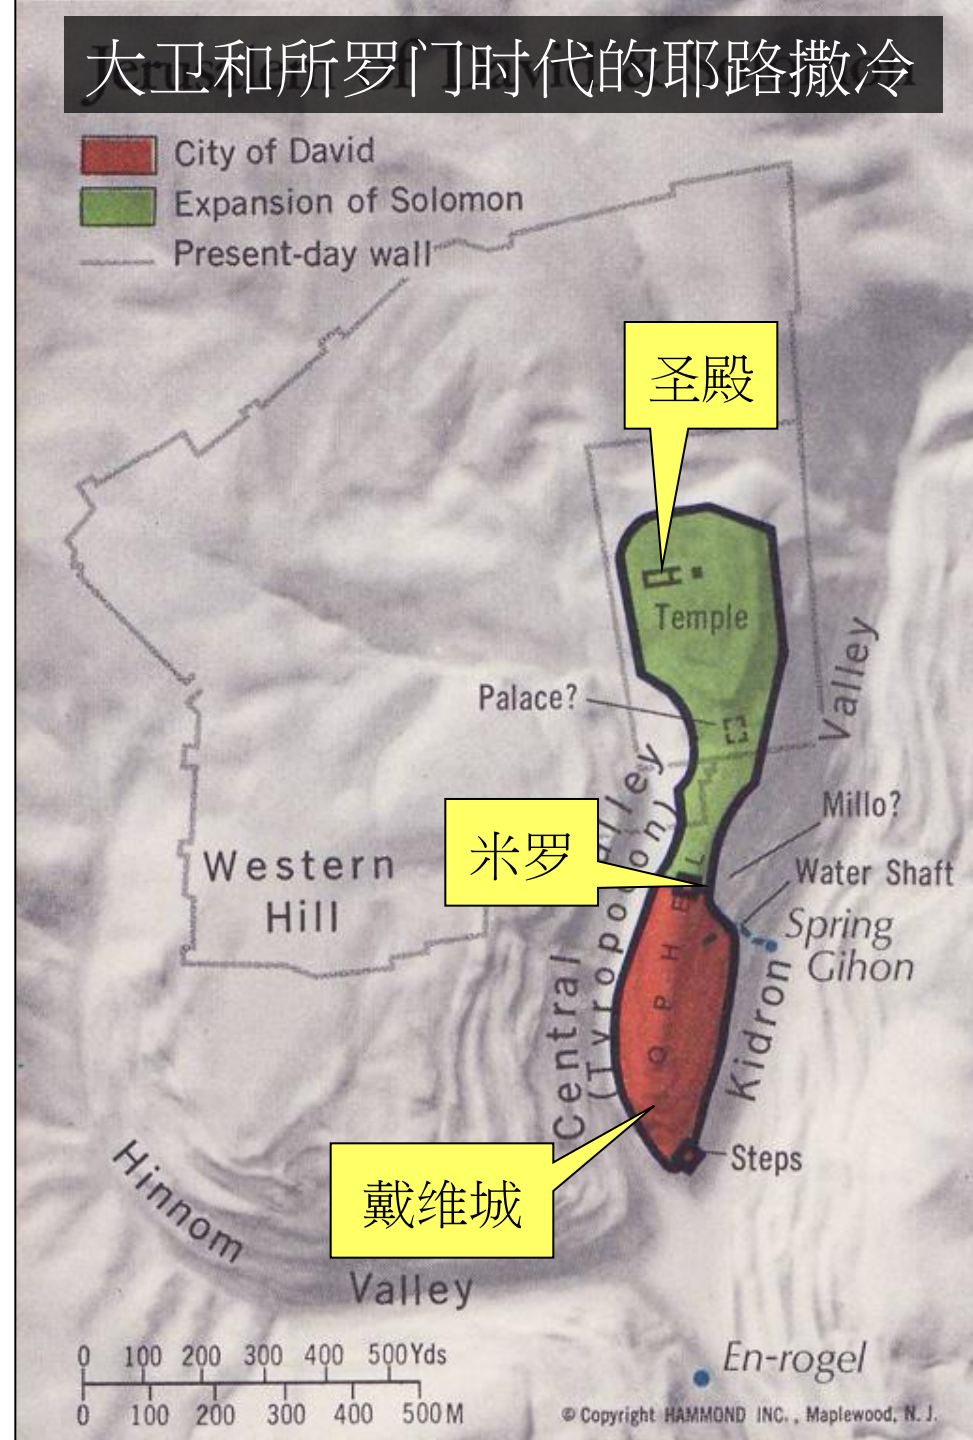 大卫和所罗门时代的耶路撒冷
City of David
Expansion of Solomon
Present-day wall
圣殿
Temple
Palace?
Valley
Millo?
米罗
Water Shaft
Western
Hill
Spring
Gihon
Central
Valley
(Tyropoeon)
OPHEL
Kidron
戴维城
Steps
Hinnom
Valley
En-rogel
0 100 200 300 400 500Yds
0 100 200 300 400 500M
© Copyright HAMMOND INC., Maplewood, N. J.